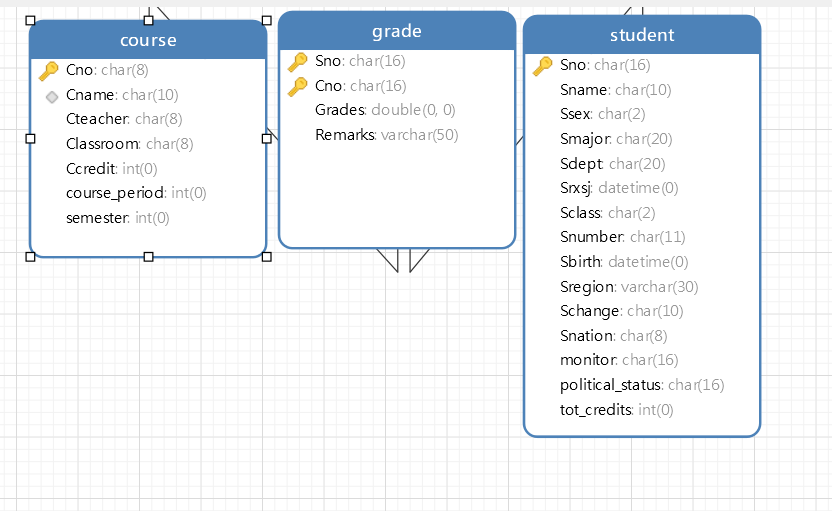 course
Cno: char(8)
Cname: char(10)
Cteacher: char(8)
Classroom: char(8)
Ccredit: int(0)
course_period: int(0)
semester: int(0)
grade
Sno: char(16)
Cno: char(16)
Grades: double(0, 0)
Remarks: varchar(50)
student
Sno: char(16)
Sname: char(10)
Ssex: char(2)
Smajor: char(20)
Sdept: char(20)
Srxsj: datetime(0)
Sclass: char(2)
Snumber: char(11)
Sbirth: datetime(0)
Sregion: varchar(30)
Schange: char(10)
Snation: char(8)
monitor: char(16)
political_status: char(16)
tot_credits: int(0)